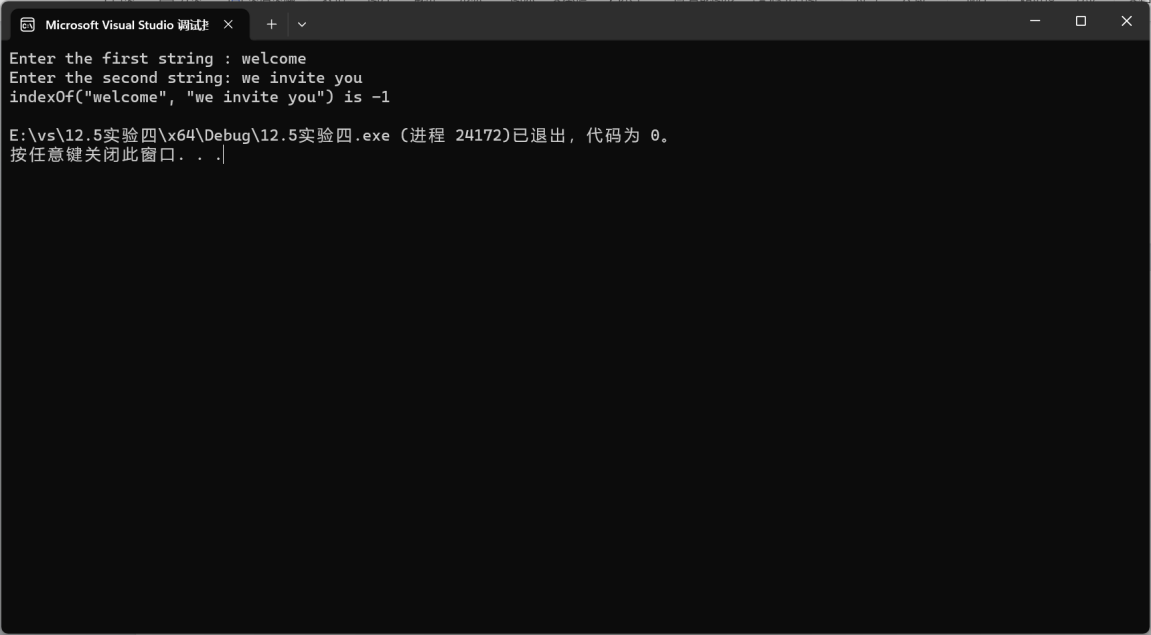 Microsoft Visual Studio 调试
Enter the first string : welcome
Enter the second string: we invite you
indexOf("welcome", "we invite you") is -1
E:\vs\12.5实验四\x64\Debug\12.5实验四.exe (进程 24172)已退出，代码为 0。
按任意键关闭此窗口. . .